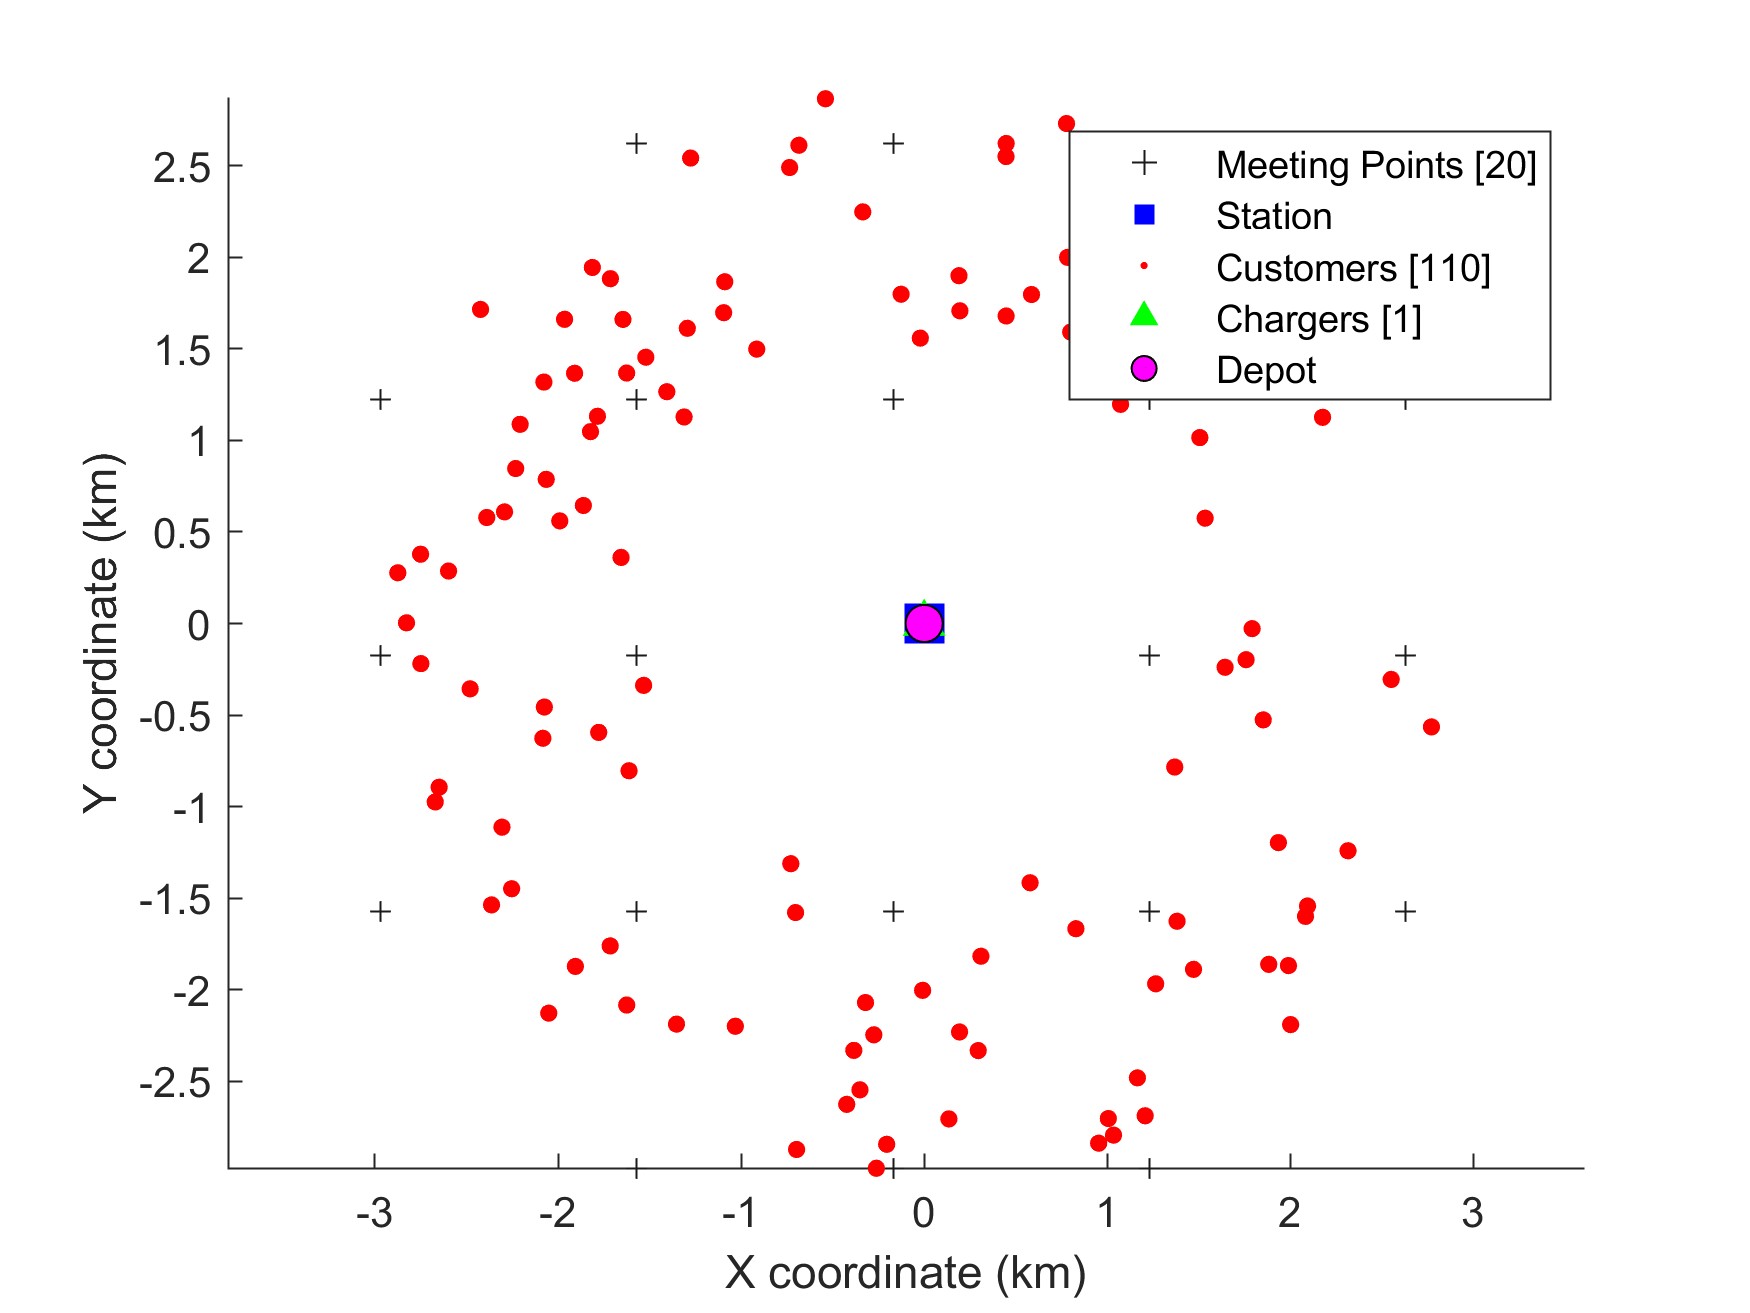 2.5
2
1.5
1
0.5
0
-0.5
-1
-1.5
-2
-2.5
Y coordinate (km)
Meeting Points [20]
Station
Customers [110]
Chargers [1]
Depot
-3 -2 -1 0 1 2 3
X coordinate (km)